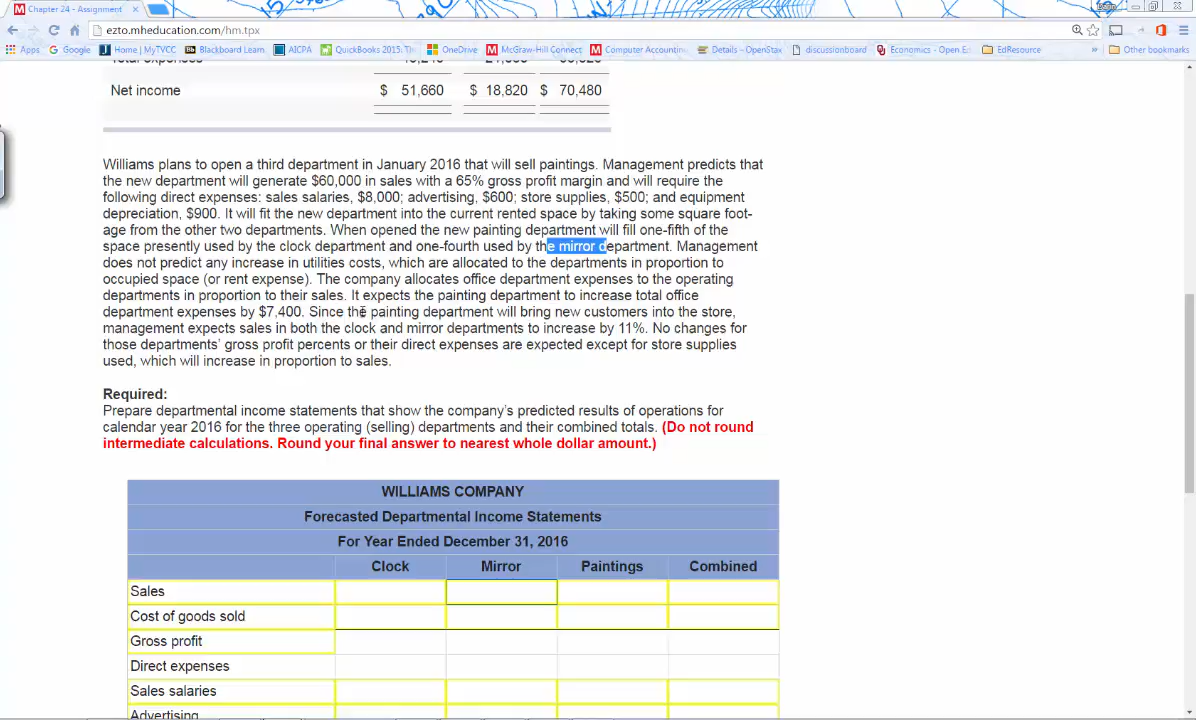 Chapter 24 - Assignment
ezto.mheducation.com/hm.tpx
Apps Google Home | MyTVCC Blackboard Learn AICPA QuickBooks 2015: Th OneDrive McGraw-Hill Connect Computer Accountin Details - OpenStax discussionboard Economics - Open E EdResource » Other bookmarks
Total expenses
Net income $ 51,660 $ 18,820 $ 70,480
Williams plans to open a third department in January 2016 that will sell paintings. Management predicts that
the new department will generate $60,000 in sales with a 65% gross profit margin and will require the
following direct expenses: sales salaries, $8,000; advertising, $600; store supplies, $500; and equipment
depreciation, $900. It will fit the new department into the current rented space by taking some square foot-
age from the other two departments. When opened the new painting department will fill one-fifth of the
space presently used by the clock department and one-fourth used by the mirror department. Management
does not predict any increase in utilities costs, which are allocated to the departments in proportion to
occupied space (or rent expense). The company allocates office department expenses to the operating
departments in proportion to their sales. It expects the painting department to increase total office
department expenses by $7,400. Since the painting department will bring new customers into the store,
management expects sales in both the clock and mirror departments to increase by 11%. No changes for
those departments' gross profit percents or their direct expenses are expected except for store supplies
used, which will increase in proportion to sales.
Required:
Prepare departmental income statements that show the company's predicted results of operations for
calendar year 2016 for the three operating (selling) departments and their combined totals. (Do not round
intermediate calculations. Round your final answer to nearest whole dollar amount.)
WILLIAMS COMPANY
Forecasted Departmental Income Statements
For Year Ended December 31, 2016
Clock Mirror Paintings Combined
Sales
Cost of goods sold
Gross profit
Direct expenses
Sales salaries
Advertising